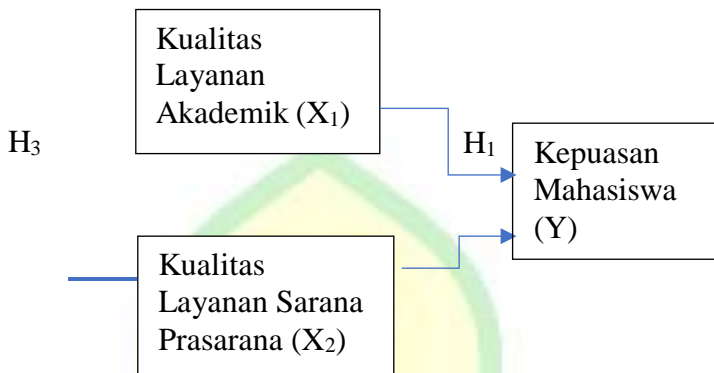 Kualitas
Layanan
Akademik (X₁)
H₃
H₁
Kepuasan
Mahasiswa
(Y)
Kualitas
Layanan Sarana
Prasarana (X₂)